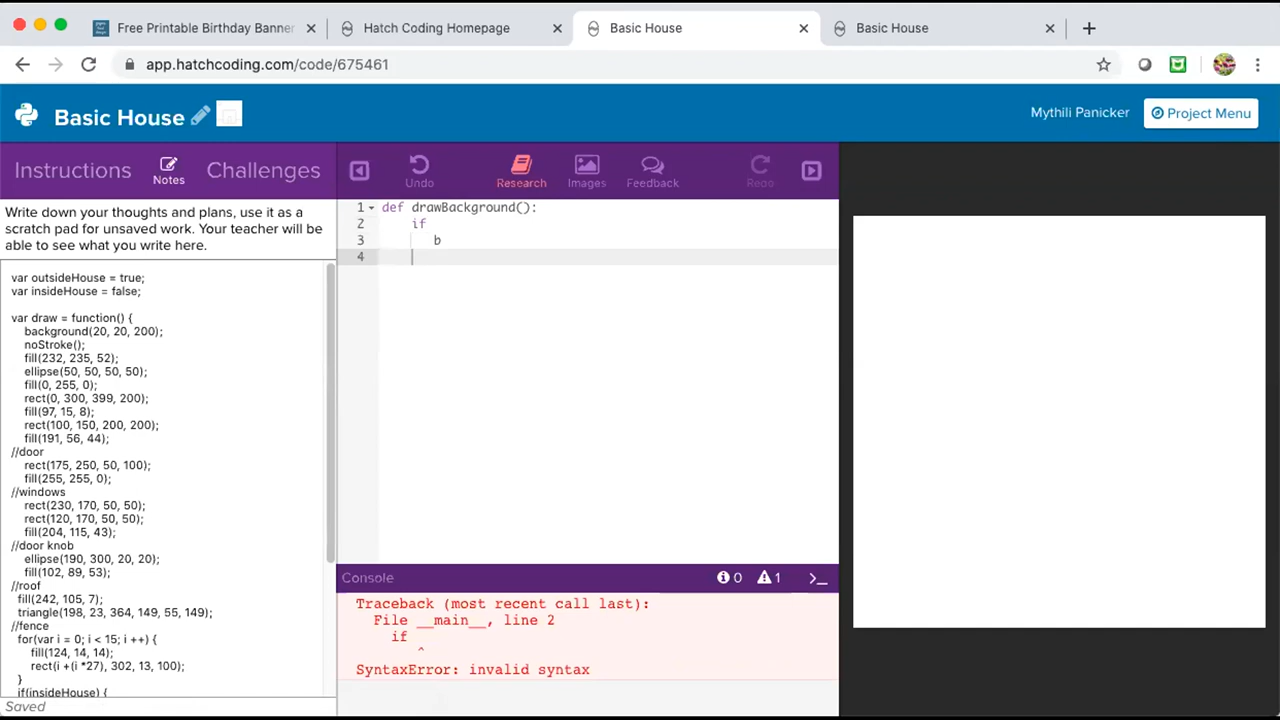 Free Printable Birthday Banner
Hatch Coding Homepage
Basic House
Basic House
app.hatchcoding.com/code/675461
Basic House
Mythili Panicker
Project Menu
Instructions
Notes
Challenges
Undo
Research
Images
Feedback
Redo
Write down your thoughts and plans, use it as a
scratch pad for unsaved work. Your teacher will be
able to see what you write here.
var outsideHouse = true;
var insideHouse = false;
var draw = function() {
background(20, 20, 200);
noStroke();
fill(232, 235, 52);
ellipse(50, 50, 50, 50);
fill(0, 255, 0);
rect(0, 300, 399, 200);
fill(97, 15, 8);
rect(100, 150, 200, 200);
fill(191, 56, 44);
//door
rect(175, 250, 50, 100);
fill(255, 255, 0);
//windows
rect(230, 170, 50, 50);
rect(120, 170, 50, 50);
fill(204, 115, 43);
//door knob
ellipse(190, 300, 20, 20);
fill(102, 89, 53);
//roof
fill(242, 105, 7);
triangle(198, 23, 364, 149, 55, 149);
//fence
for(var i = 0; i < 15; i ++) {
fill(124, 14, 14);
rect(i +(i *27), 302, 13, 100);
}
if(insideHouse) {
Saved
1 def drawBackground():
2 if
3 b
4
Console
0
1
Traceback (most recent call last):
File __main__, line 2
if
^
SyntaxError: invalid syntax